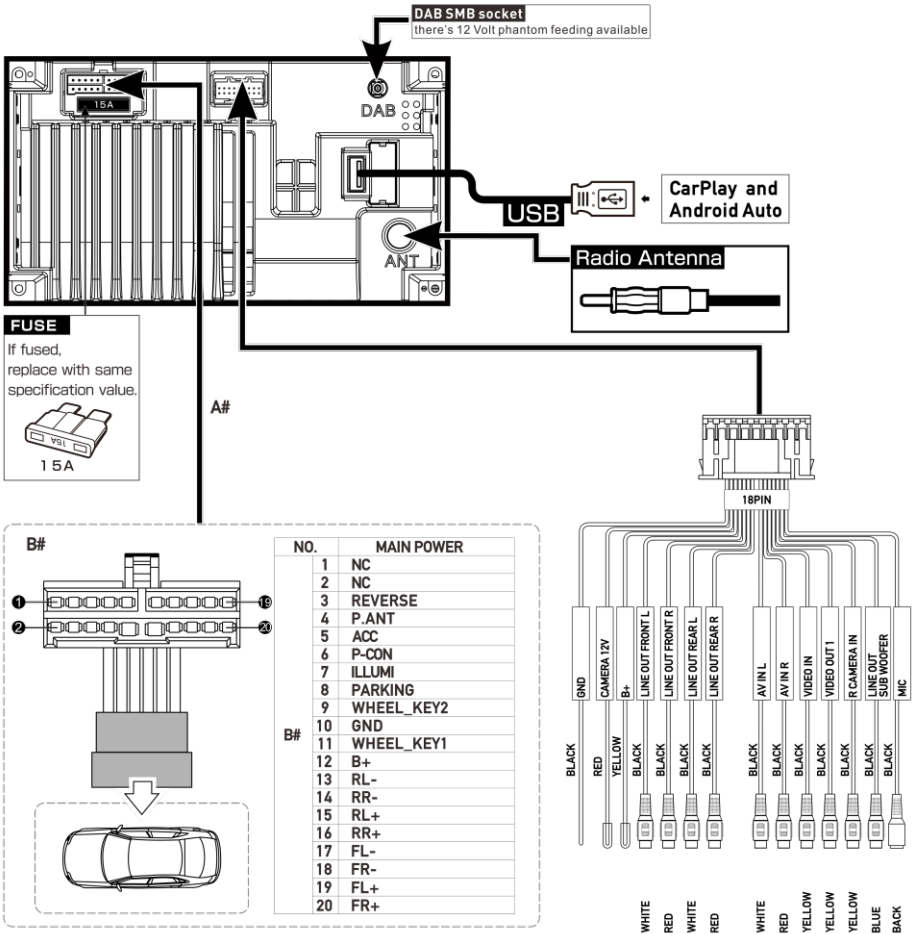 DAB SMB socket
there's 12 Volt phantom feeding available
15A
DAB
USB
CarPlay and
Android Auto
ANT
Radio Antenna
FUSE
If fused,
replace with same
specification value.
15A
15A
A#
18PIN
B#
1
19
2
20
NO. MAIN POWER
B#
1 NC
2 NC
3 REVERSE
4 P.ANT
5 ACC
6 P-CON
7 ILLUMI
8 PARKING
9 WHEEL_KEY2
10 GND
11 WHEEL_KEY1
12 B+
13 RL-
14 RR-
15 RL+
16 RR+
17 FL-
18 FR-
19 FL+
20 FR+
GND
CAMERA 12V
B+
LINE OUT FRONT L
LINE OUT FRONT R
LINE OUT REAR L
LINE OUT REAR R
AV IN L
AV IN R
VIDEO IN
VIDEO OUT 1
R CAMERA IN
LINE OUT
SUB WOOFER
MIC
BLACK
RED
YELLOW
BLACK
BLACK
BLACK
BLACK
BLACK
BLACK
BLACK
BLACK
BLACK
BLACK
BLACK
WHITE
RED
WHITE
RED
WHITE
RED
YELLOW
YELLOW
YELLOW
BLUE
BACK